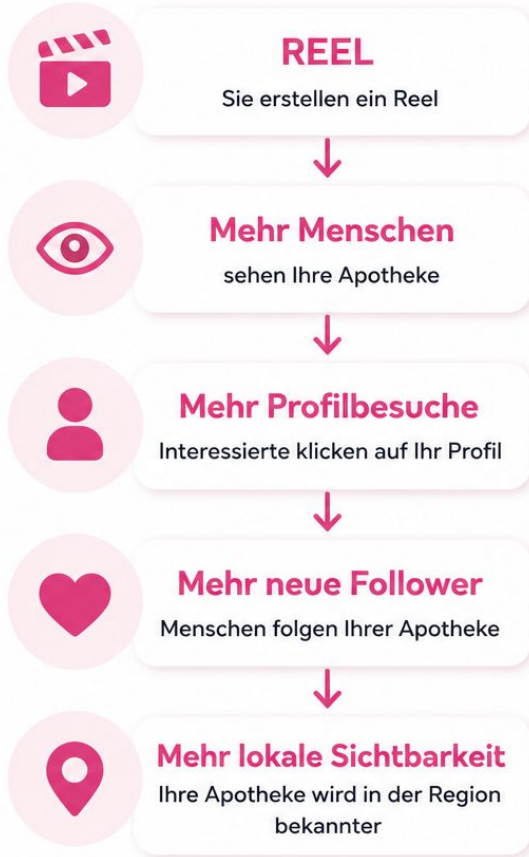 REEL
Sie erstellen ein Reel
Mehr Menschen
sehen Ihre Apotheke
Mehr Profilbesuche
Interessierte klicken auf Ihr Profil
Mehr neue Follower
Menschen folgen Ihrer Apotheke
Mehr lokale Sichtbarkeit
Ihre Apotheke wird in der Region
bekannter